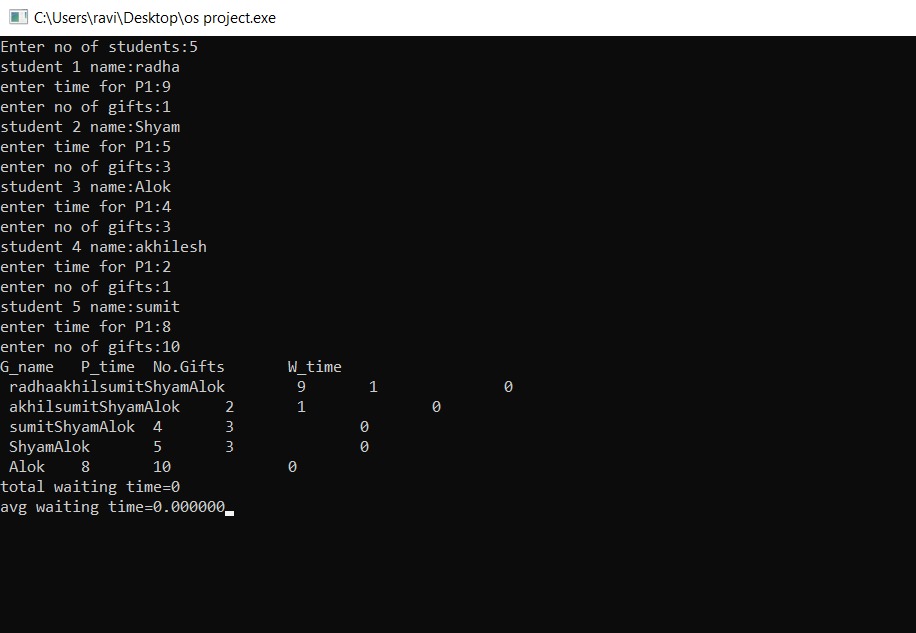 C:\Users\ravi\Desktop\os project.exe
Enter no of students:5
student 1 name:radha
enter time for P1:9
enter no of gifts:1
student 2 name:Shyam
enter time for P1:5
enter no of gifts:3
student 3 name:Alok
enter time for P1:4
enter no of gifts:3
student 4 name:akhilesh
enter time for P1:2
enter no of gifts:1
student 5 name:sumit
enter time for P1:8
enter no of gifts:10
G_name   P_time  No.Gifts       W_time
 radhaakhilsumitShyamAlok        9       1              0
 akhilsumitShyamAlok     2       1              0
 sumitShyamAlok  4       3              0
 ShyamAlok       5       3              0
 Alok    8       10             0
total waiting time=0
avg waiting time=0.000000